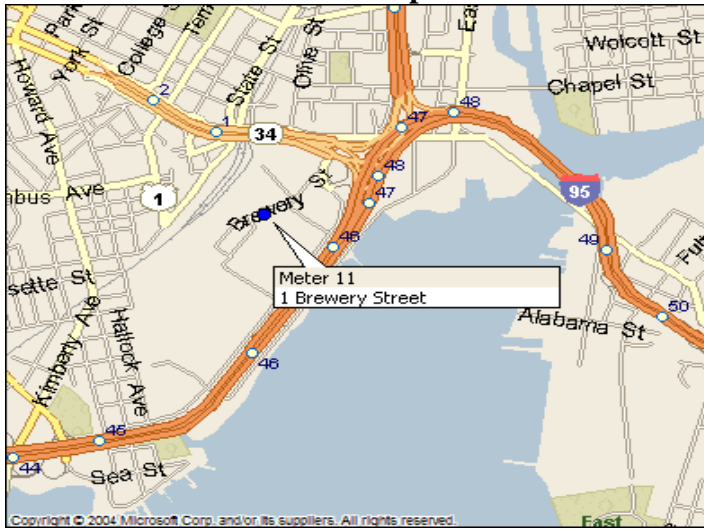 Park
York St
College St
Tem
State St
Olive St
East
Wolcott St
Chapel St
Howard Ave
2
1
34
47
48
48
47
bus Ave
1
Brewery St
95
46
49
Meter 11
1 Brewery Street
sette St
Kimberly Ave
Hallock Ave
Alabama St
50
46
45
44
Sea St
East
Copyright © 2004 Microsoft Corp. and/or its suppliers. All rights reserved.